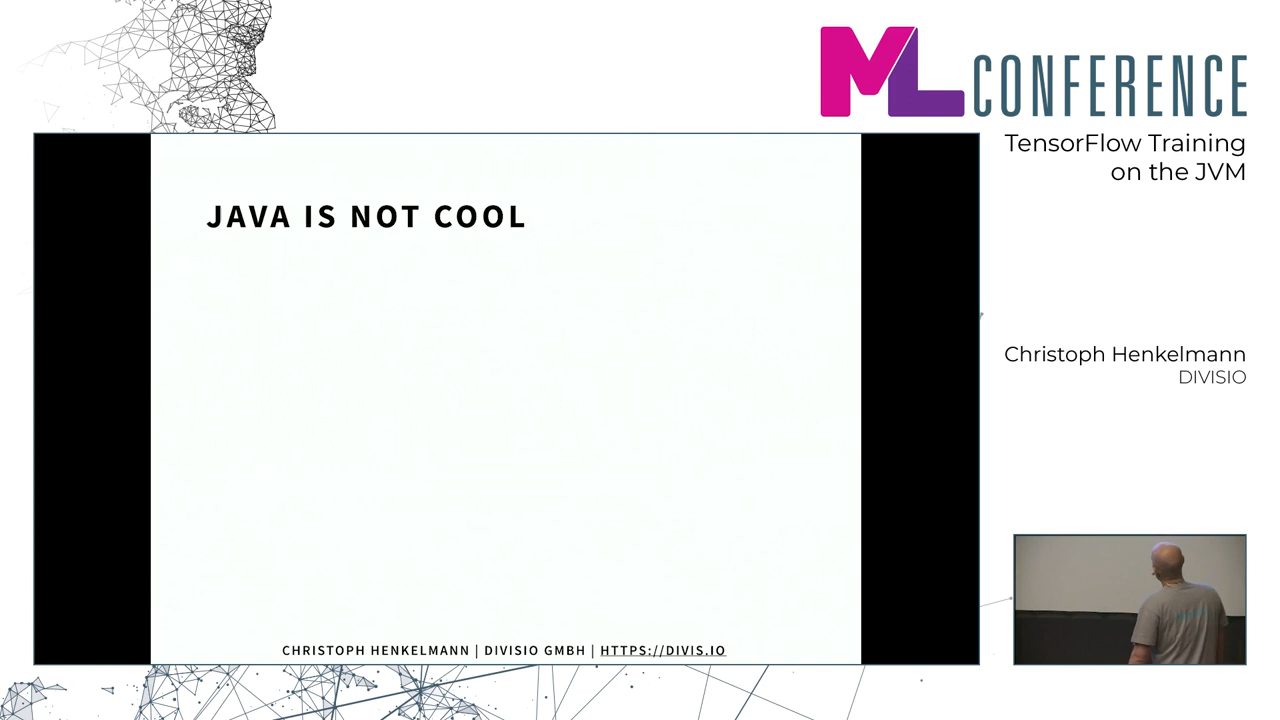 ML CONFERENCE
TensorFlow Training
on the JVM
JAVA IS NOT COOL
Christoph Henkelmann
DIVISIO
CHRISTOPH HENKELMANN | DIVISIO GMBH | HTTPS://DIVIS.IO